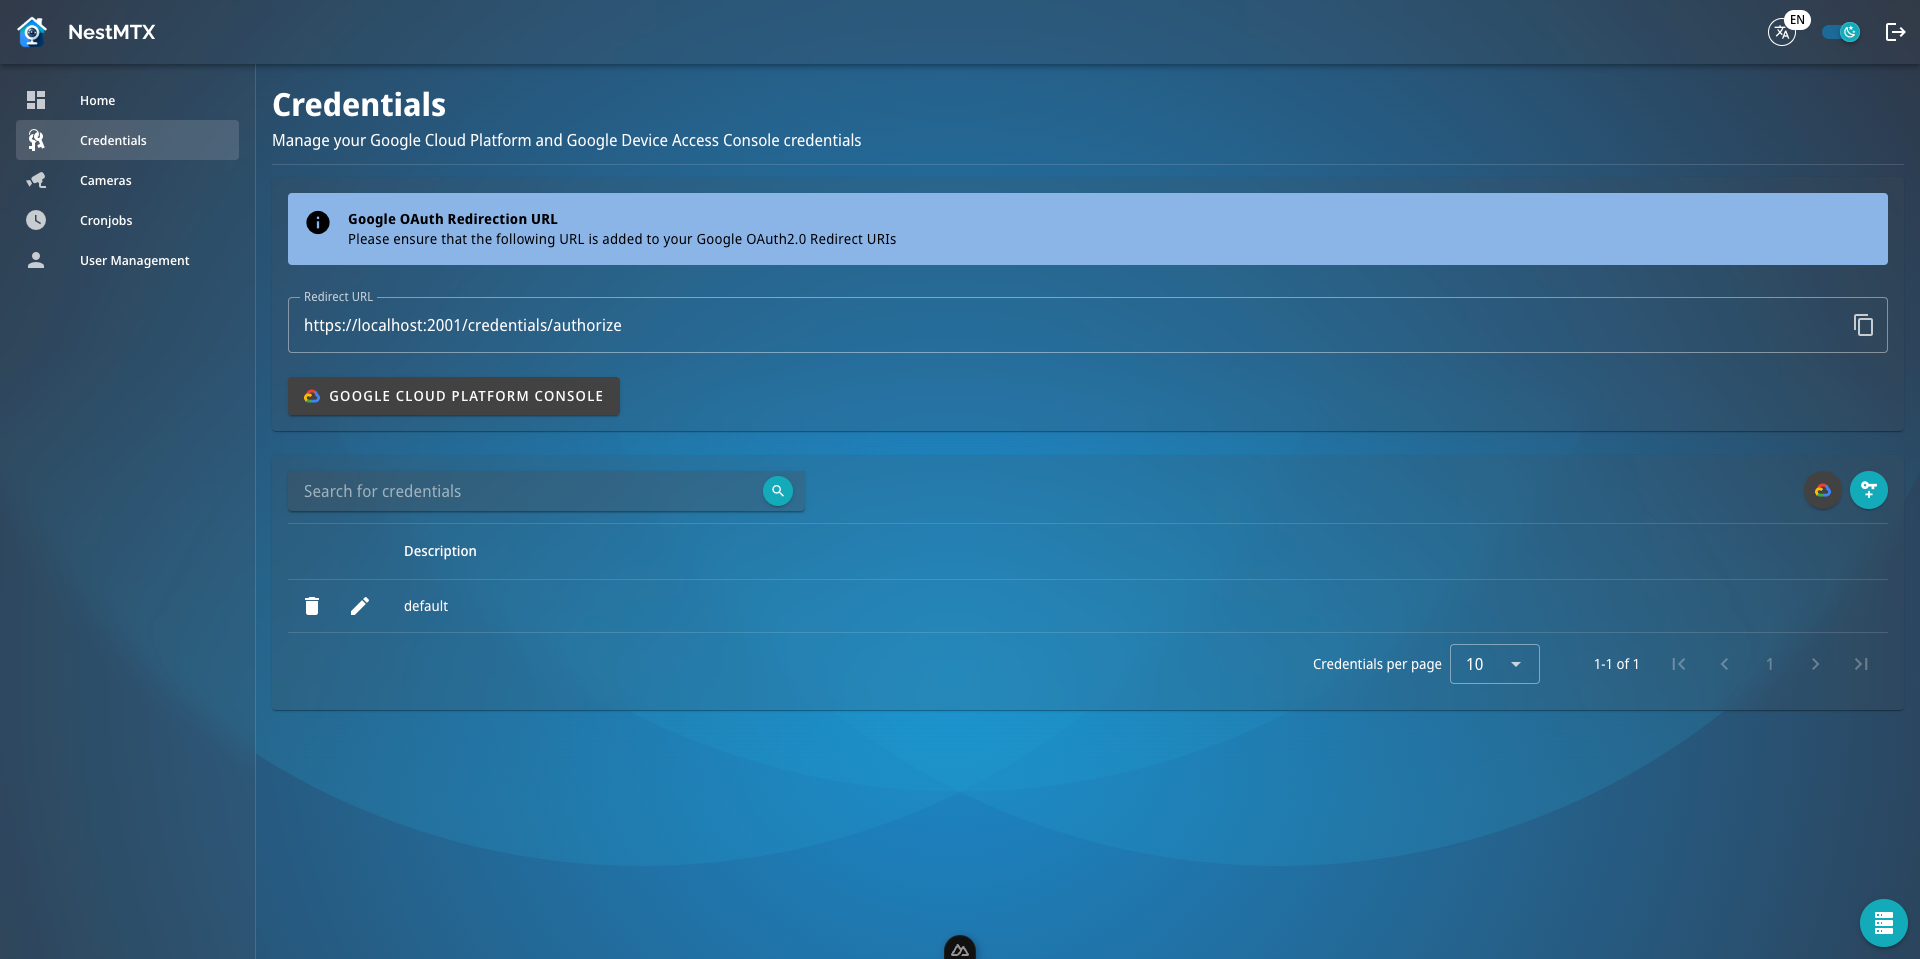 NestMTX
EN
Home
Credentials
Cameras
Cronjobs
User Management
Credentials
Manage your Google Cloud Platform and Google Device Access Console credentials
Google OAuth Redirection URL
Please ensure that the following URL is added to your Google OAuth2.0 Redirect URIs
Redirect URL
https://localhost:2001/credentials/authorize
GOOGLE CLOUD PLATFORM CONSOLE
Search for credentials
Description
default
Credentials per page 10 1-1 of 1 1